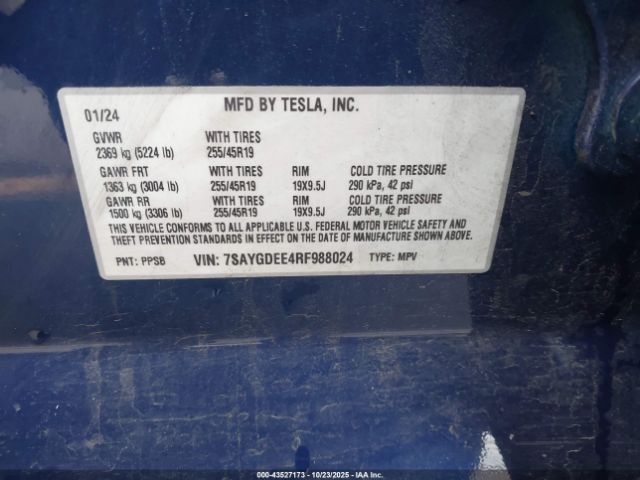 01/24 MFD BY TESLA, INC.
GVWR WITH TIRES
2369 kg (5224 lb) 255/45R19
GAWR FRT WITH TIRES RIM COLD TIRE PRESSURE
1363 kg (3004 lb) 255/45R19 19X9.5J 290 kPa, 42 psi
GAWR RR WITH TIRES RIM COLD TIRE PRESSURE
1500 kg (3306 lb) 255/45R19 19X9.5J 290 kPa, 42 psi
THIS VEHICLE CONFORMS TO ALL APPLICABLE U.S. FEDERAL MOTOR VEHICLE SAFETY AND
THEFT PREVENTION STANDARDS IN EFFECT ON THE DATE OF MANUFACTURE SHOWN ABOVE.
PNT: PPSB VIN: 7SAYGDEE4RF988024 TYPE: MPV
000-43527173 - 10/23/2025 - Copyright © 2025 IAA, Inc.